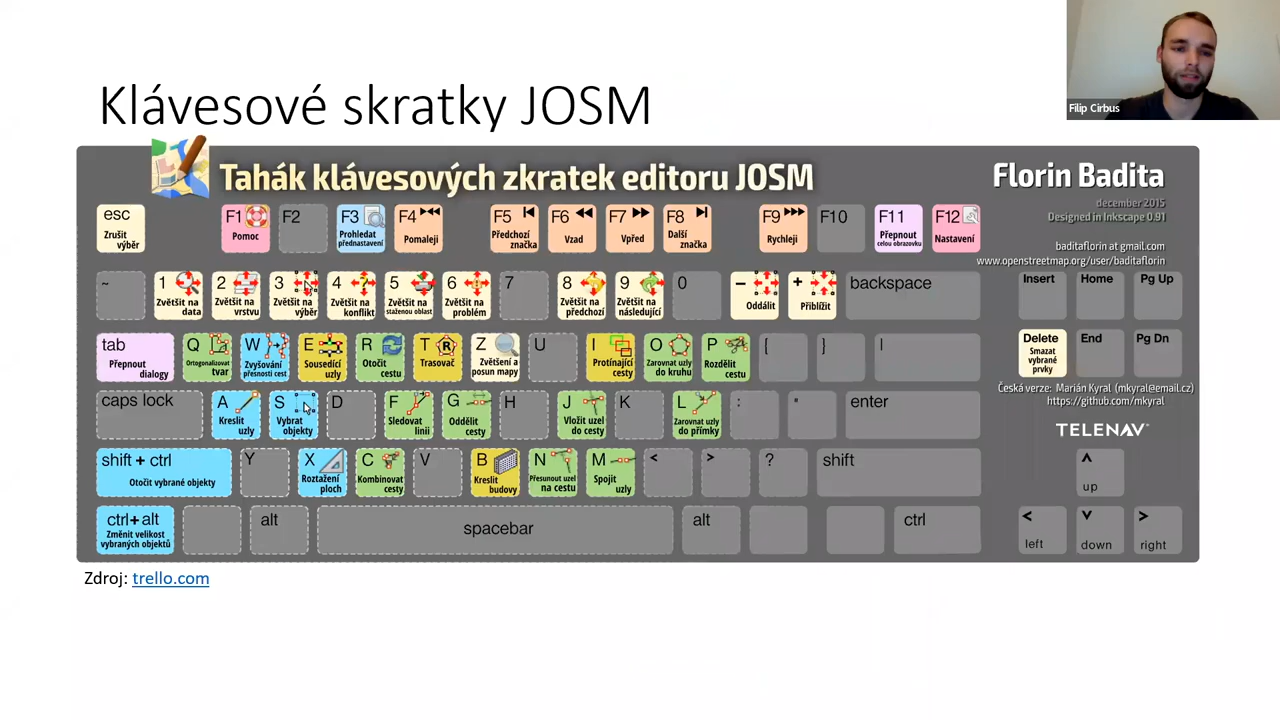 Filip Cirbus
Klávesové skratky JOSM
Tahák klávesových zkratek editoru JOSM
Florin Badita
december 2015
Designed in Inkscape 0.91
baditaflorin at gmail.com
www.openstreetmap.org/user/baditaflorin
esc
Zrušit
výběr
F1
Pomoc
F2
F3
Prohledat
přednastavení
F4
Pomaleji
F5
Předchozí
značka
F6
Vzad
F7
Vpřed
F8
Další
značka
F9
Rychleji
F10
F11
Přepnout
celou obrazovku
F12
Nastavení
~
1
Zvětšit na
data
2
Zvětšit na
vrstvu
3
Zvětšit na
výběr
4
Zvětšit na
konflikt
5
Zvětšit na
staženou oblast
6
Zvětšit na
problém
7
8
Zvětšit na
předchozí
9
Zvětšit na
následující
0
-
Oddálit
+
Přiblížit
backspace
Insert
Home
Pg Up
tab
Přepnout
dialogy
Q
Ortogonalizovat
tvar
W
Zvyšování
přesnosti cest
E
Sousedící
uzly
R
Otočit
cestu
T
Trasovač
Z
Zvětšení a
posun mapy
U
I
Protínající
cesty
O
Zarovnat uzly
do kruhu
P
Rozdělit
cestu
[
}
|
Delete
Smazat
vybrané
prvky
End
Pg Dn
Česká verze: Marián Kyral (mkyral@email.cz)
https://github.com/mkyral
TELENAV
caps lock
A
Kreslit
uzly
S
Vybrat
objekty
D
F
Sledovat
linii
G
Oddělit
cesty
H
J
Vložit uzel
do cesty
K
L
Zarovnat uzly
do přímky
:
"
enter
shift + ctrl
Otočit vybrané objekty
Y
X
Roztažení
ploch
C
Kombinovat
cesty
V
B
Kreslit
budovy
N
Přesunout uzel
na cestu
M
Spojit
uzly
<
>
?
shift
up
ctrl+alt
Změnit velikost
vybraných objektů
alt
spacebar
alt
ctrl
left
down
right
Zdroj: trello.com